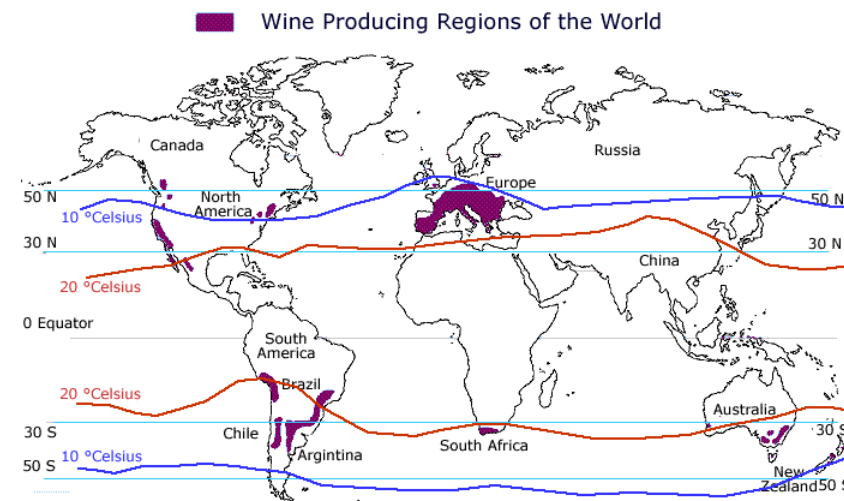 Wine Producing Regions of the World
Canada
Russia
Europe
50 N
North
America
50 N
10 °Celsius
30 N
30 N
China
20 °Celsius
0 Equator
South
America
Brazil
20 °Celsius
Australia
30 S
Chile
30 S
South Africa
Argintina
50 S
10 °Celsius
New
Zealand
50 S